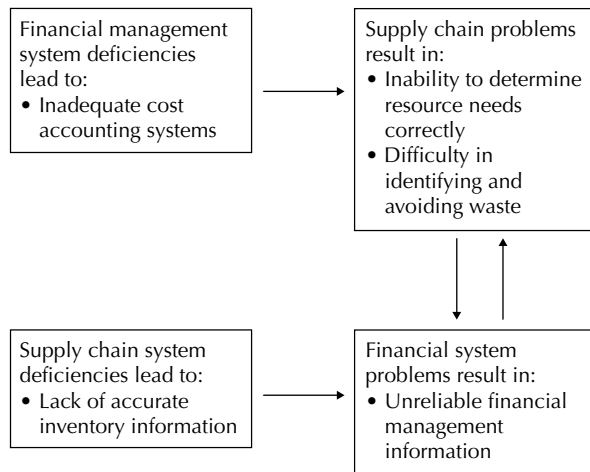 Financial management
system deficiencies
lead to:
• Inadequate cost
accounting systems
Supply chain problems
result in:
• Inability to determine
resource needs
correctly
• Difficulty in
identifying and
avoiding waste
Supply chain system
deficiencies lead to:
• Lack of accurate
inventory information
Financial system
problems result in:
• Unreliable financial
management
information